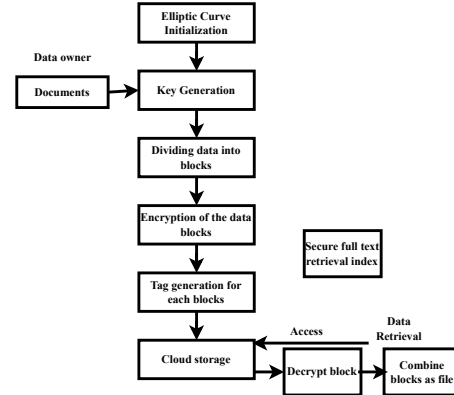 Elliptic Curve
Initialization
Data owner
Documents
Key Generation
Dividing data into
blocks
Encryption of the data
blocks
Secure full text
retrieval index
Tag generation for
each blocks
Access
Data
Retrieval
Cloud storage
Decrypt block
Combine
blocks as file